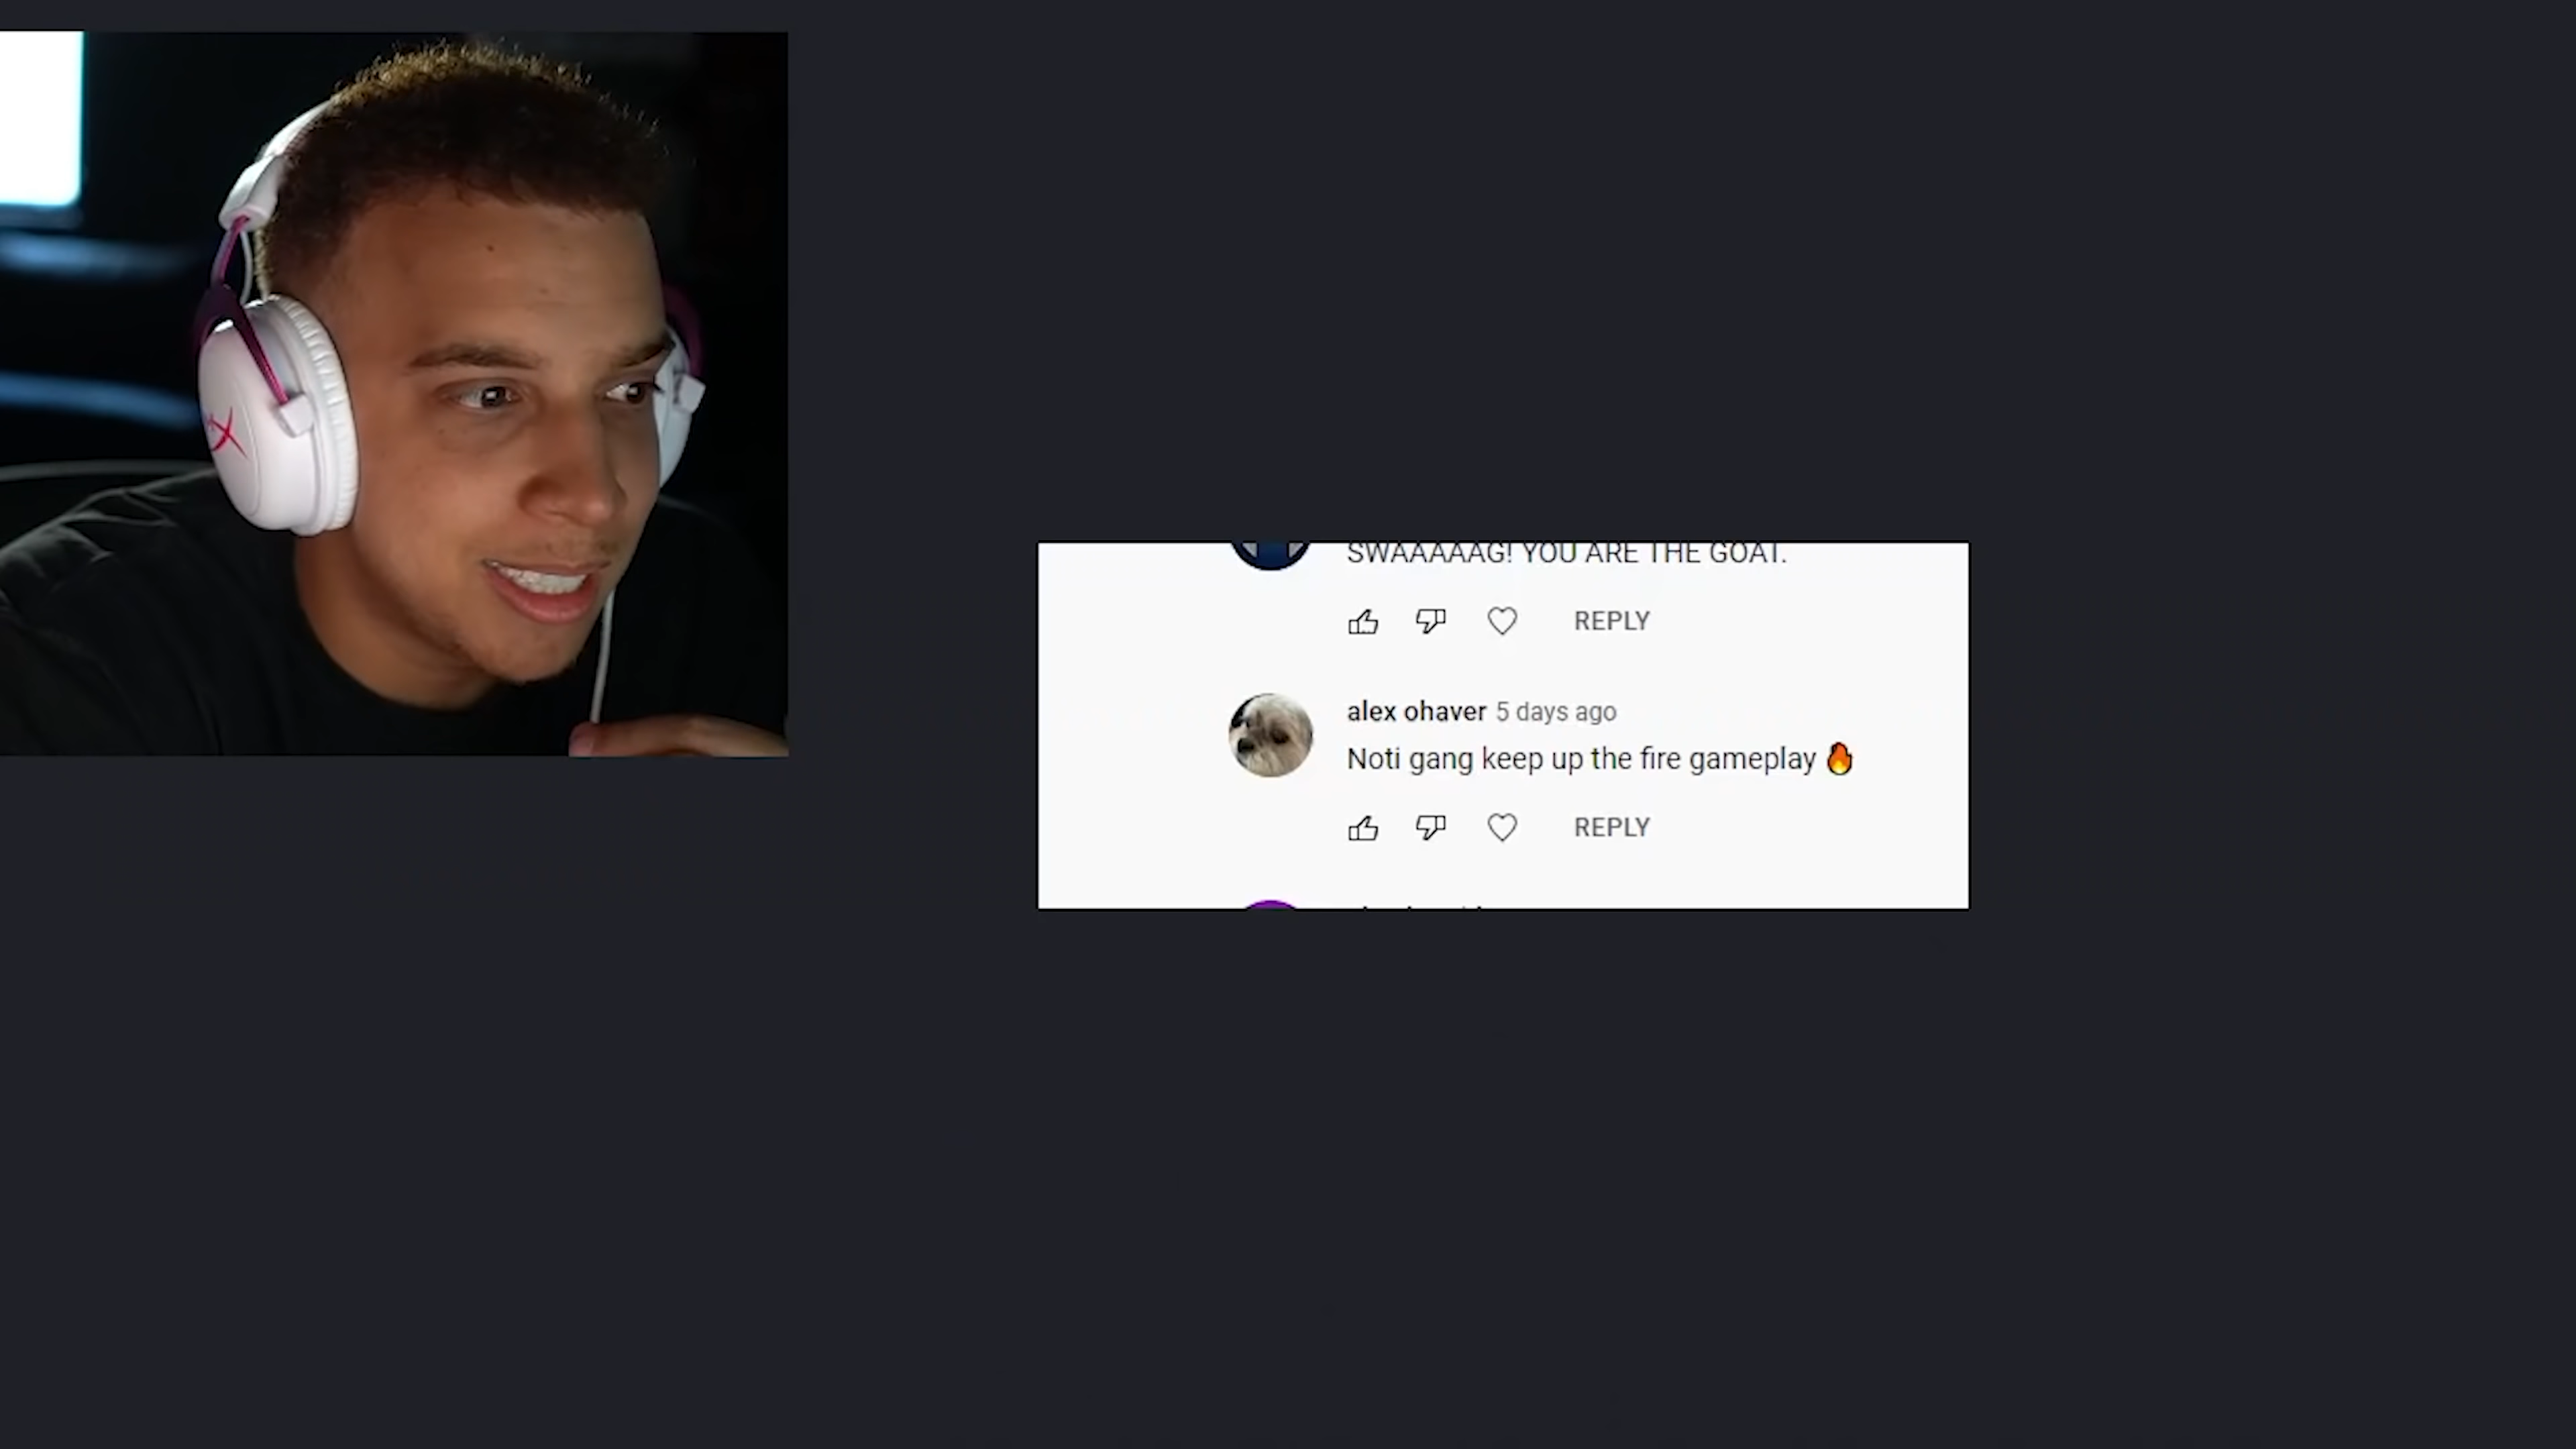 SWAAAAAG! YOU ARE THE GOAT.
REPLY
alex ohaver 5 days ago
Noti gang keep up the fire gameplay 🔥
REPLY